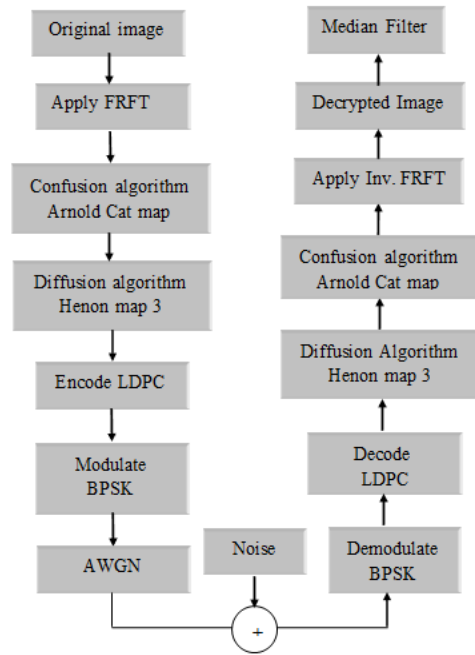 Original image
Apply FRFT
Confusion algorithm
Arnold Cat map
Diffusion algorithm
Henon map 3
Encode LDPC
Modulate
BPSK
AWGN
Noise
+
Demodulate
BPSK
Decode
LDPC
Diffusion Algorithm
Henon map 3
Confusion algorithm
Arnold Cat map
Apply Inv. FRFT
Decrypted Image
Median Filter